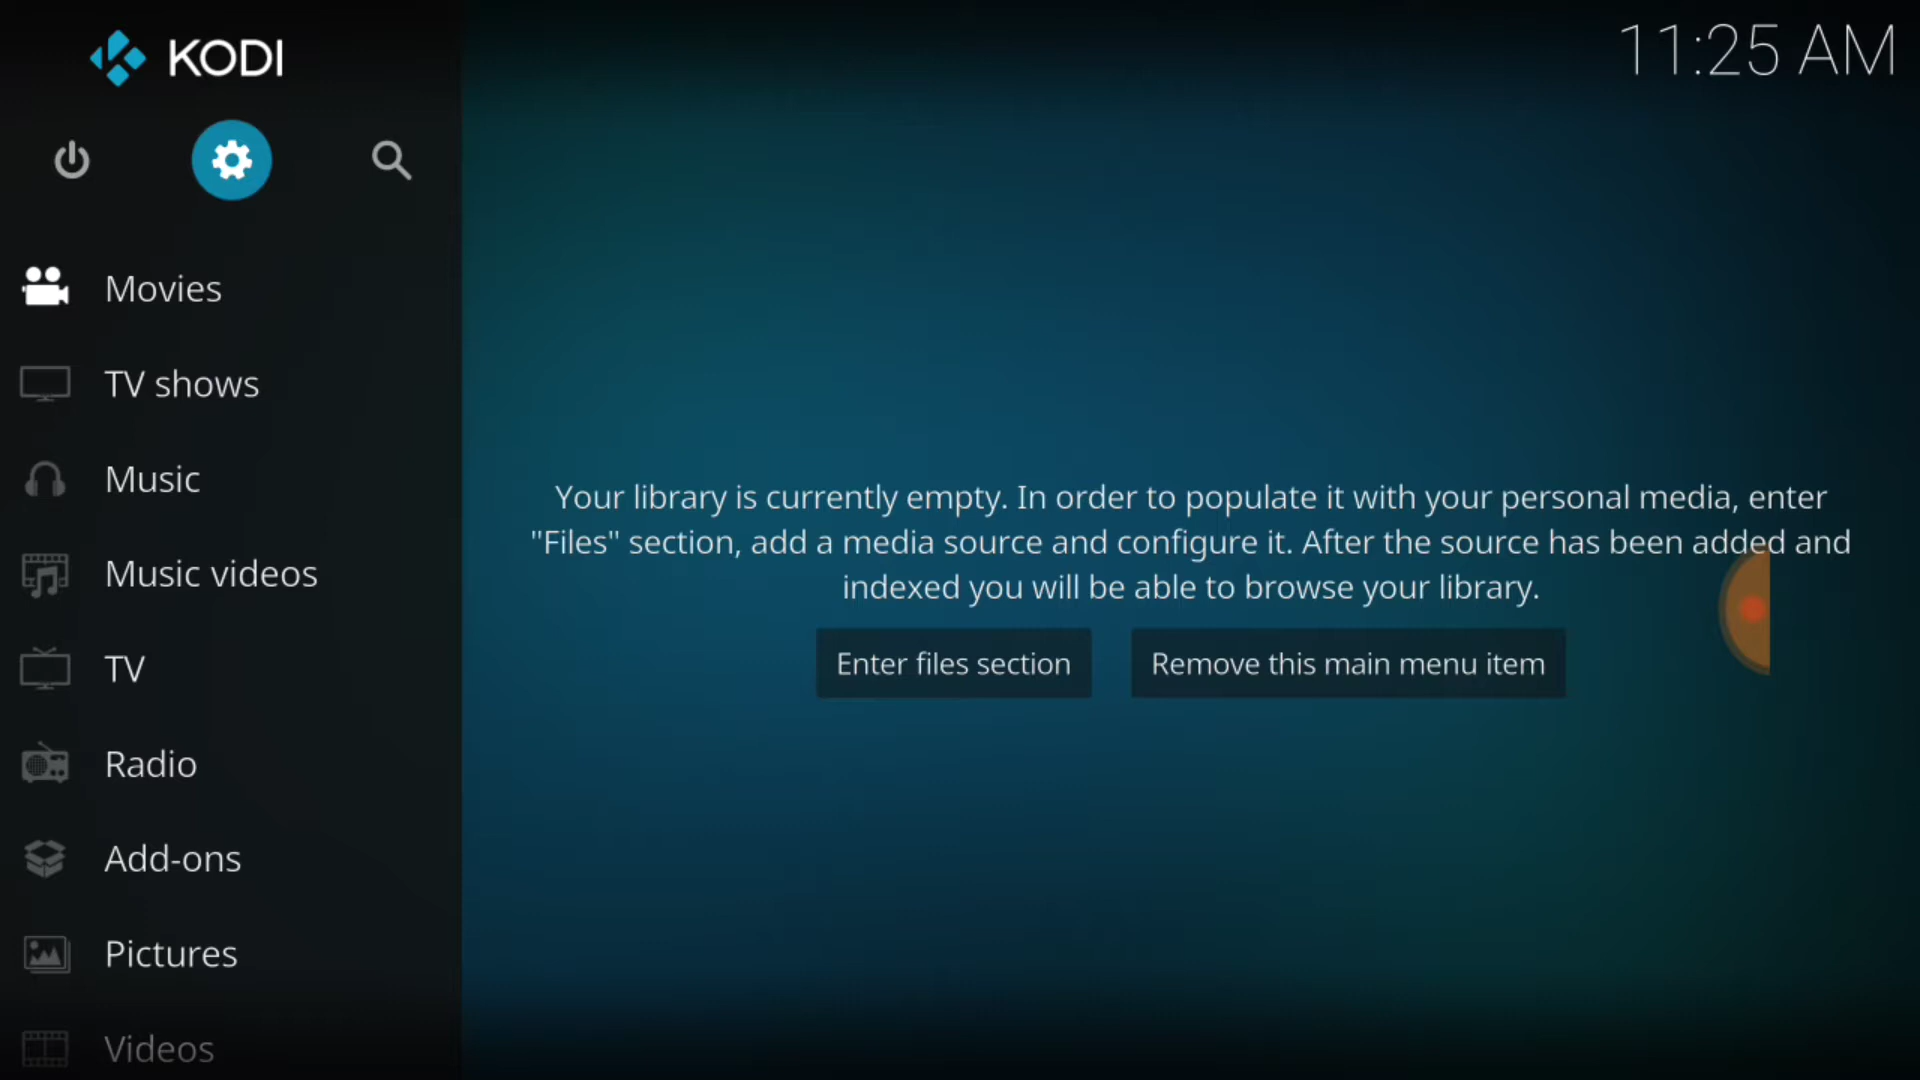 KODI
11:25 AM
Movies
TV shows
Music
Music videos
TV
Radio
Add-ons
Pictures
Videos
Your library is currently empty. In order to populate it with your personal media, enter
"Files" section, add a media source and configure it. After the source has been added and
indexed you will be able to browse your library.
Enter files section
Remove this main menu item